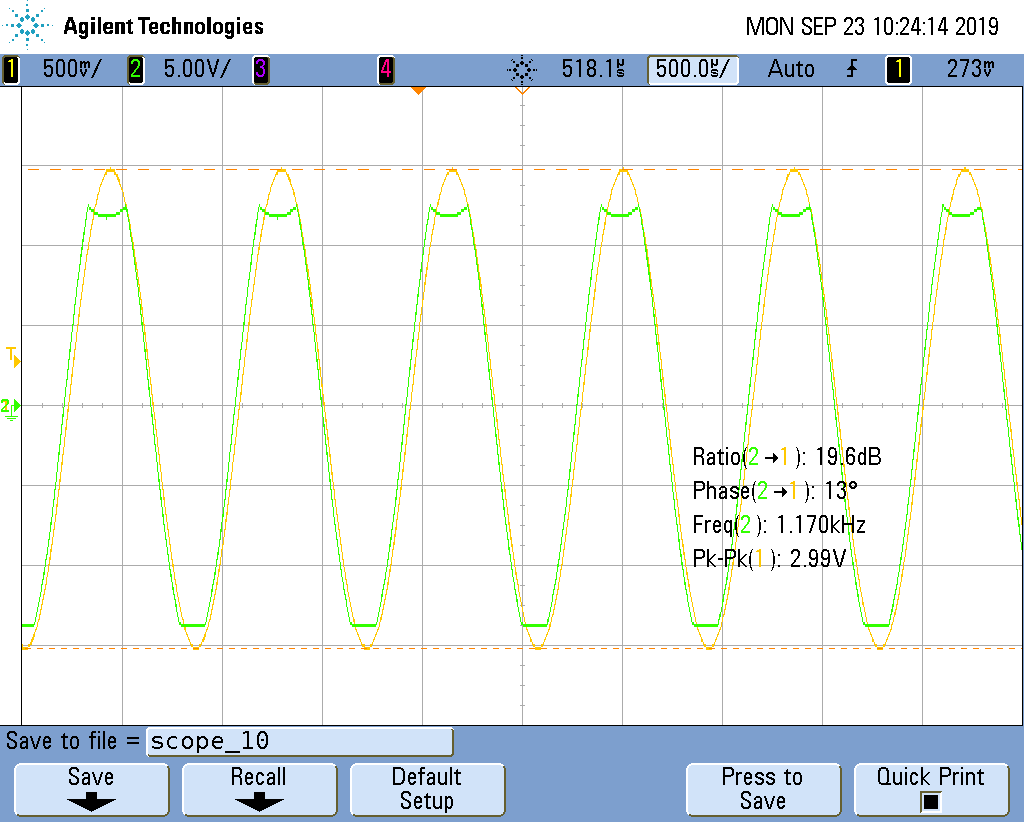 Agilent Technologies MON SEP 23 10:24:14 2019
1 500mV/ 2 5.00V/ 3 4 518.1µs 500.0µs/ Auto 1 273mV
T
2
Ratio(2→1): 19.6dB
Phase(2→1): 13°
Freq(2): 1.170kHz
Pk-Pk(1): 2.99V
Save to file = scope_10
Save Recall Default Setup Press to Save Quick Print